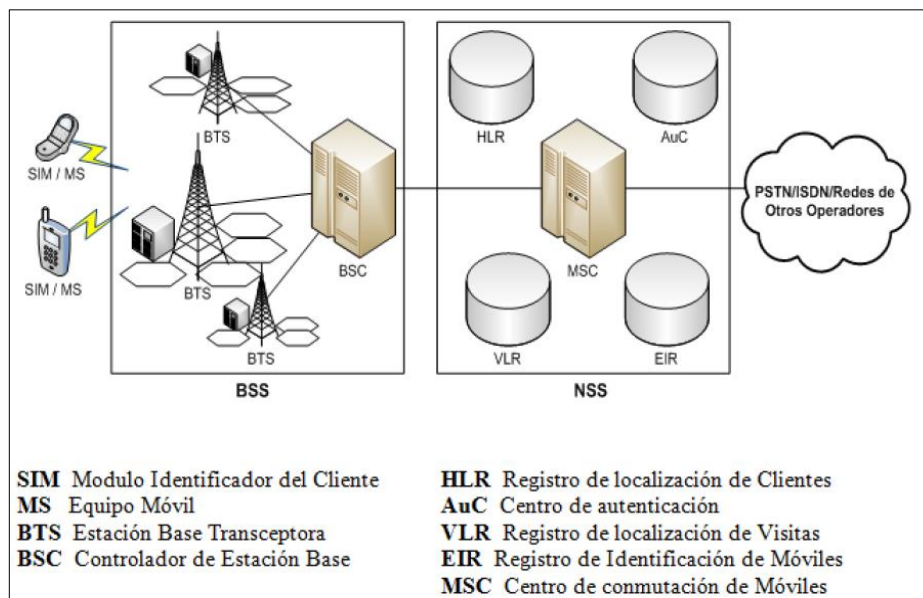 BTS
HLR
AuC
SIM / MS
BTS
BSC
MSC
PSTN/ISDN/Redes de
Otros Operadores
SIM / MS
BTS
VLR
EIR
BSS
NSS
SIM Modulo Identificador del Cliente
MS Equipo Móvil
BTS Estación Base Transceptora
BSC Controlador de Estación Base
HLR Registro de localización de Clientes
AuC Centro de autenticación
VLR Registro de localización de Visitas
EIR Registro de Identificación de Móviles
MSC Centro de conmutación de Móviles